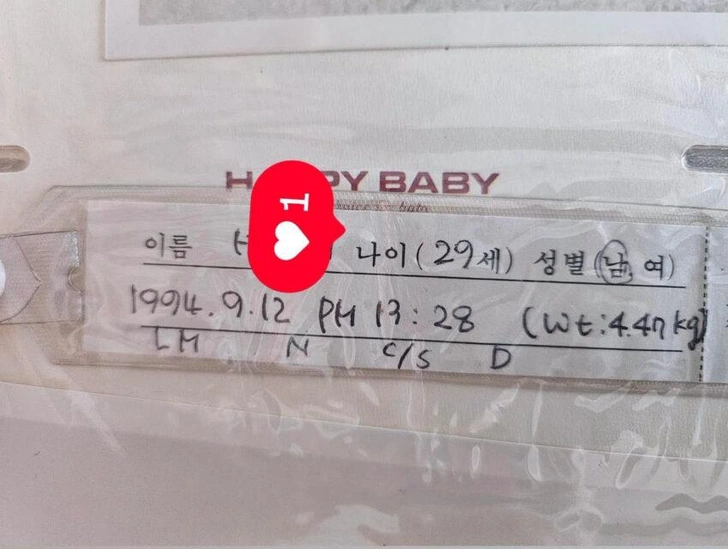 BABY
1
이름 나이(29세) 성별(남 여)
1994.9.12 PM 13:28 (Wt:4.47kg)
LM N C/S D